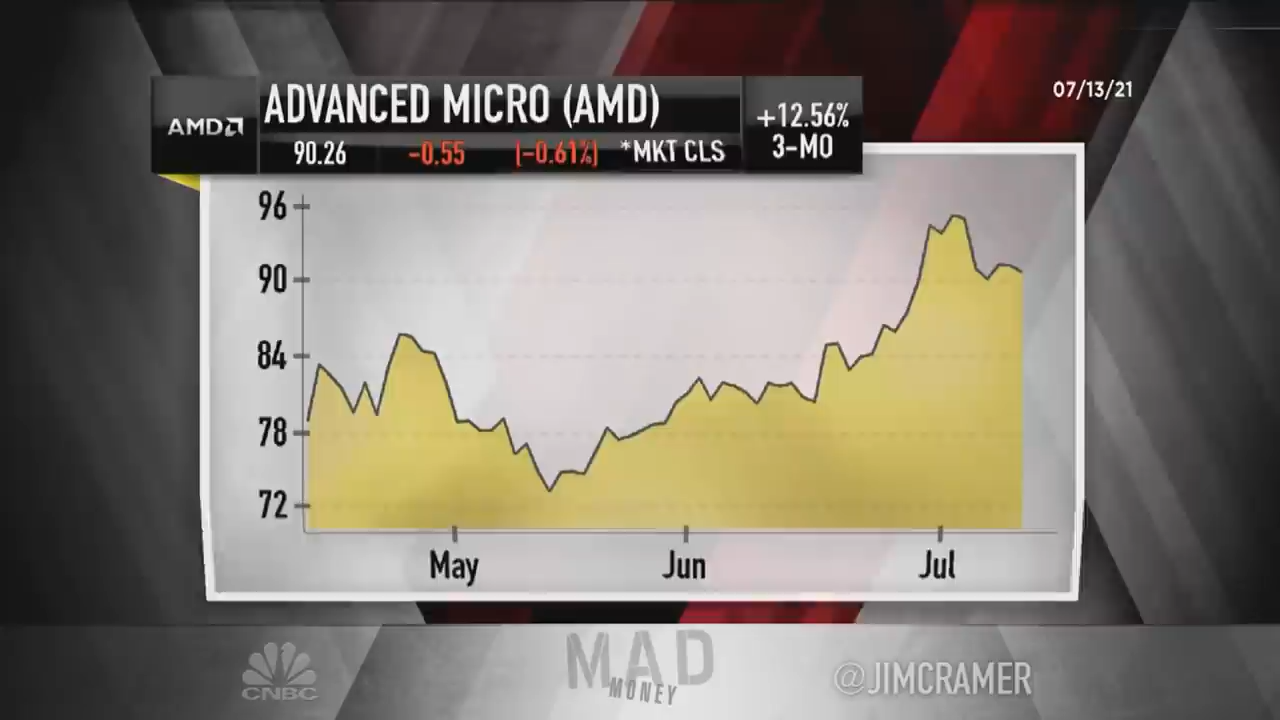 07/13/21
AMD
ADVANCED MICRO (AMD)
90.26 -0.55 (-0.61%) *MKT CLS
+12.56%
3-MO
96
90
84
78
72
May Jun Jul
CNBC
MAD
MONEY
@JIMCRAMER